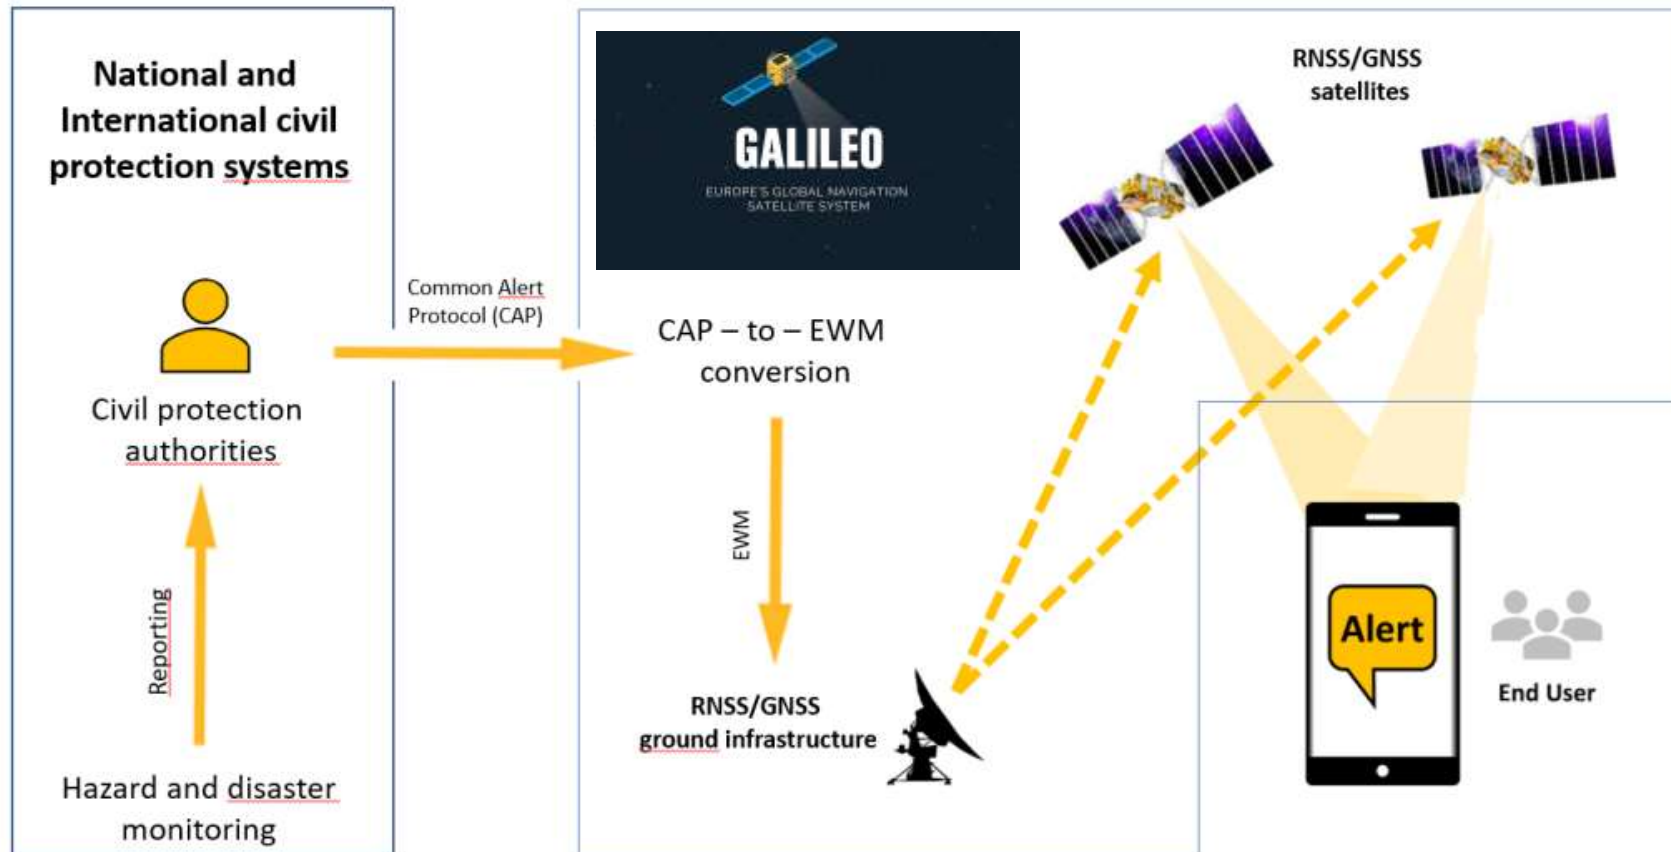 National and
International civil
protection systems
Civil protection
authorities
Reporting
Hazard and disaster
monitoring
Common Alert
Protocol (CAP)
GALILEO
EUROPE'S GLOBAL NAVIGATION
SATELLITE SYSTEM
CAP – to – EWM
conversion
EWM
RNSS/GNSS
ground infrastructure
RNSS/GNSS
satellites
Alert
End User